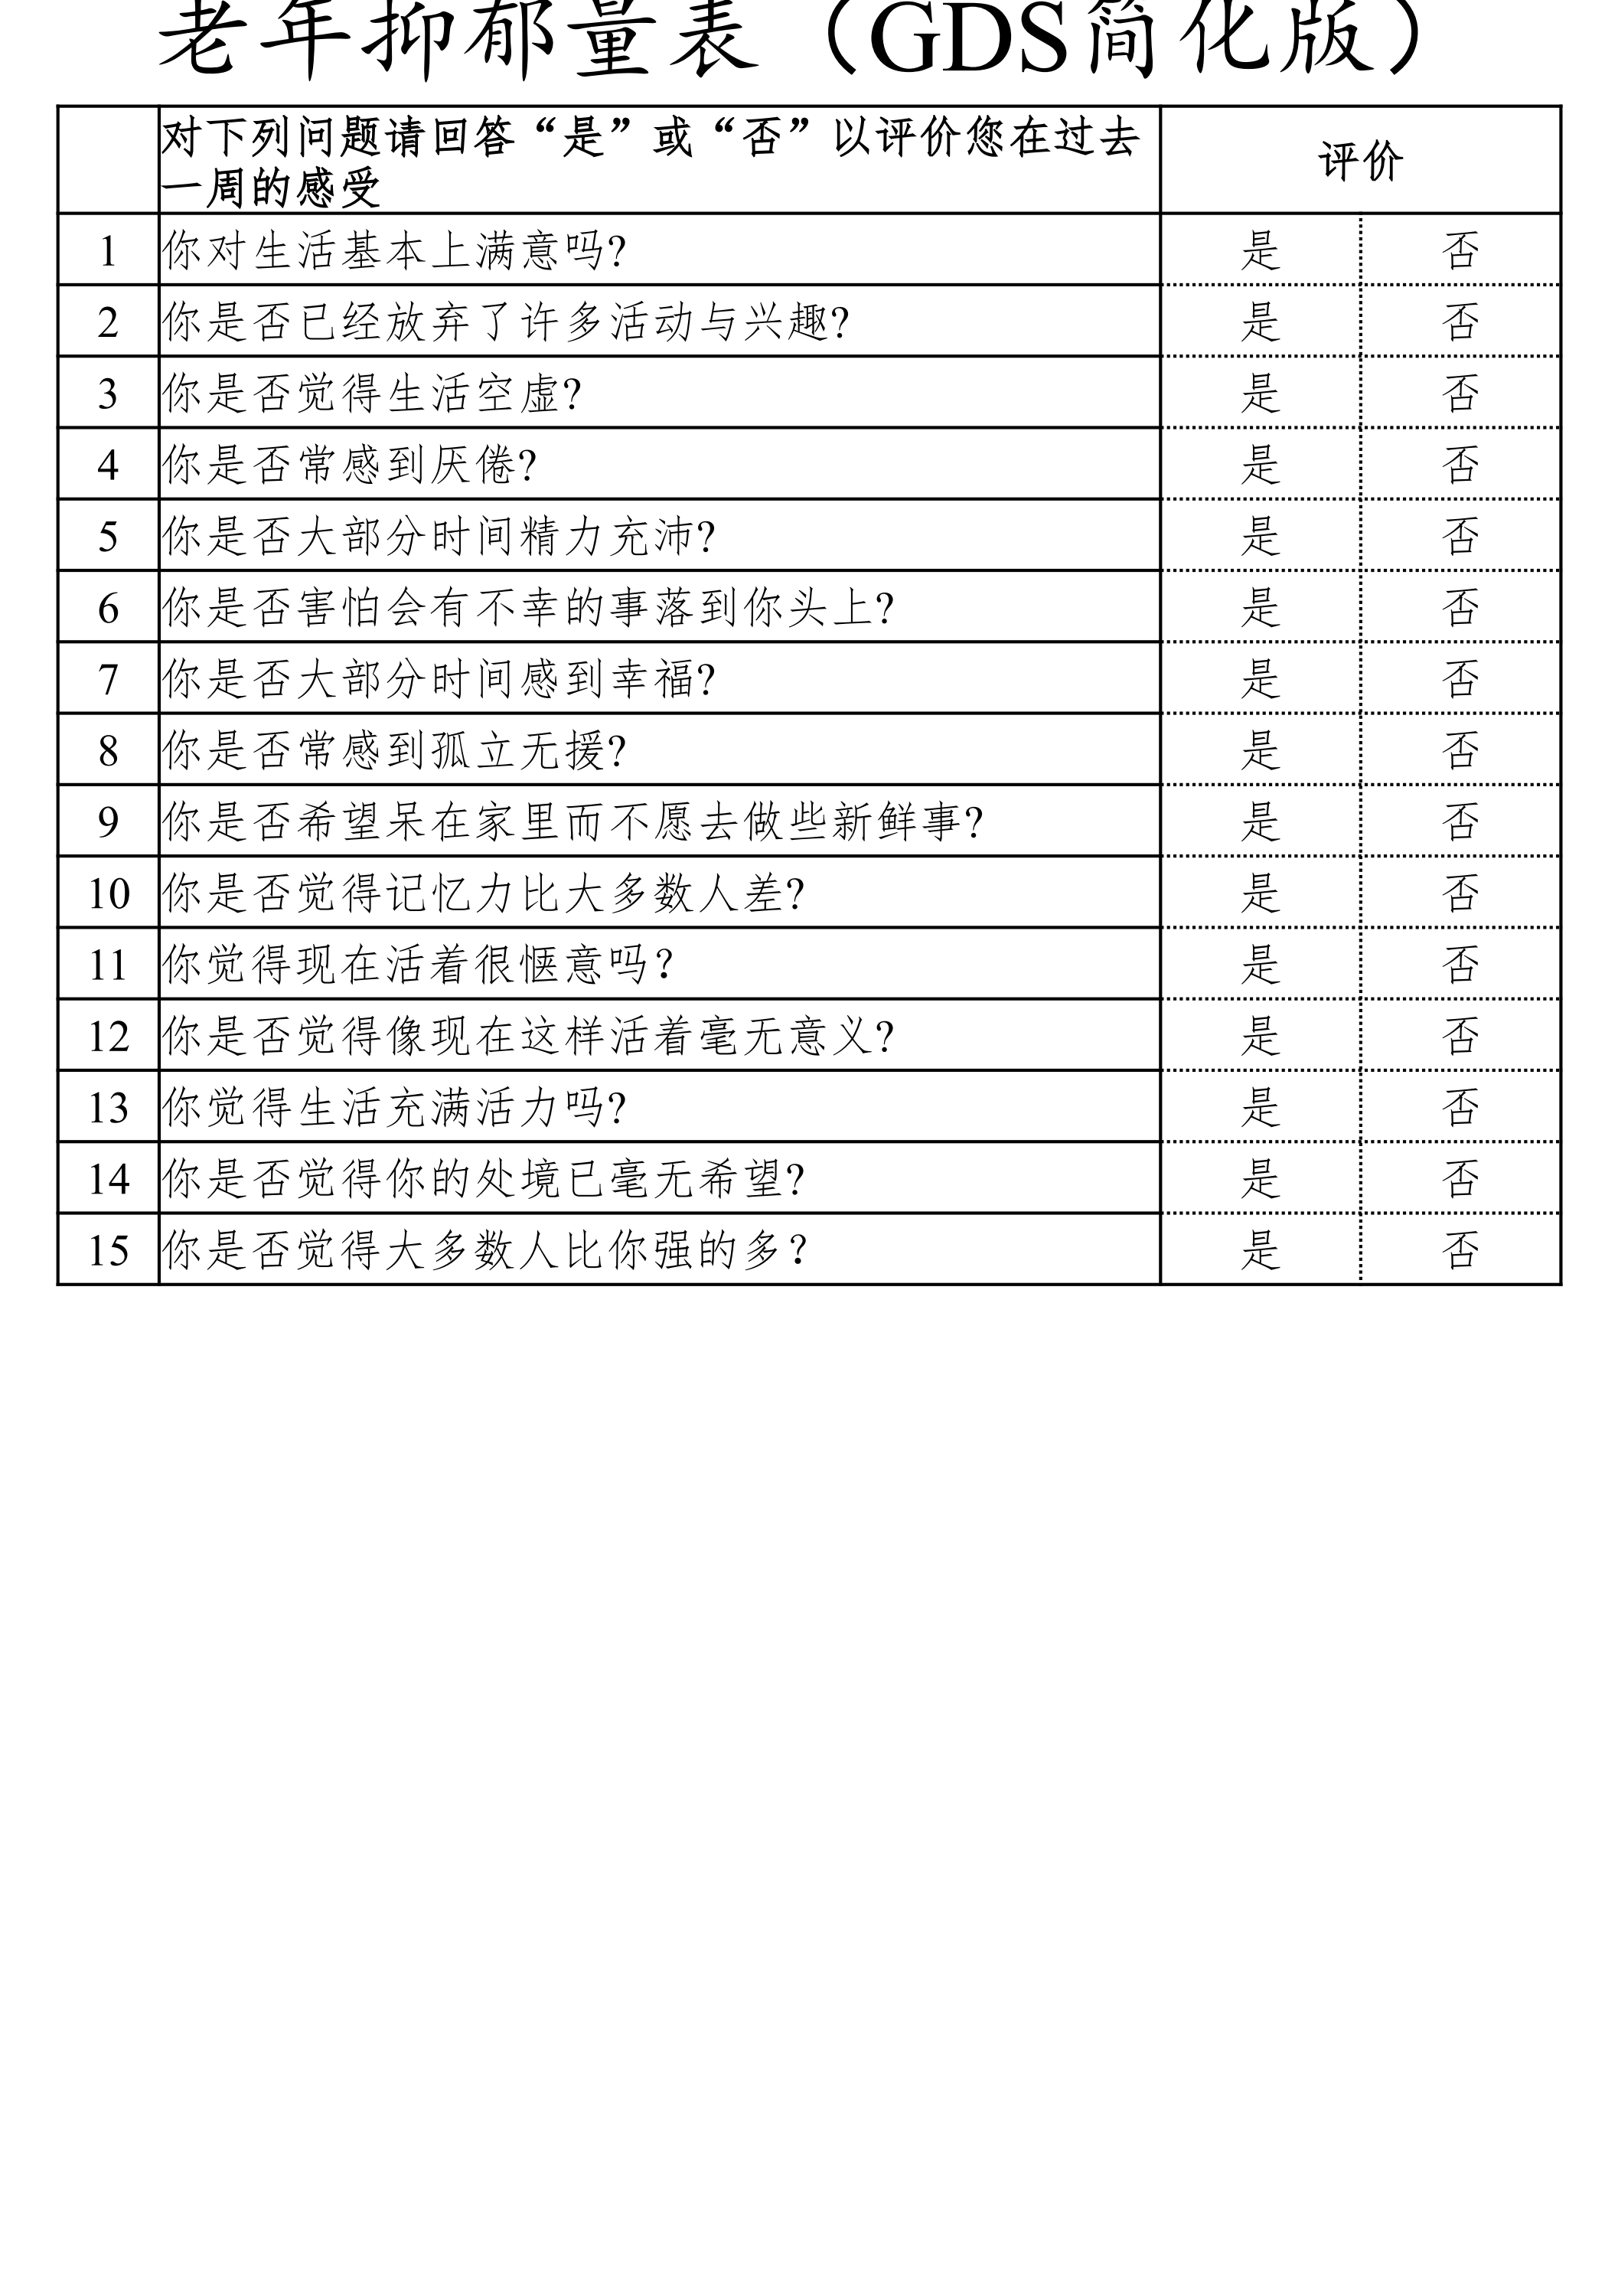 老年抑郁量表（GDS简化版）
对下列问题请回答“是”或“否”以评价您在过去
一周的感受
评价
1 你对生活基本上满意吗? 是 否
2 你是否已经放弃了许多活动与兴趣? 是 否
3 你是否觉得生活空虚? 是 否
4 你是否常感到厌倦? 是 否
5 你是否大部分时间精力充沛? 是 否
6 你是否害怕会有不幸的事落到你头上? 是 否
7 你是否大部分时间感到幸福? 是 否
8 你是否常感到孤立无援? 是 否
9 你是否希望呆在家里而不愿去做些新鲜事? 是 否
10 你是否觉得记忆力比大多数人差? 是 否
11 你觉得现在活着很惬意吗？ 是 否
12 你是否觉得像现在这样活着毫无意义? 是 否
13 你觉得生活充满活力吗? 是 否
14 你是否觉得你的处境已毫无希望? 是 否
15 你是否觉得大多数人比你强的多？ 是 否